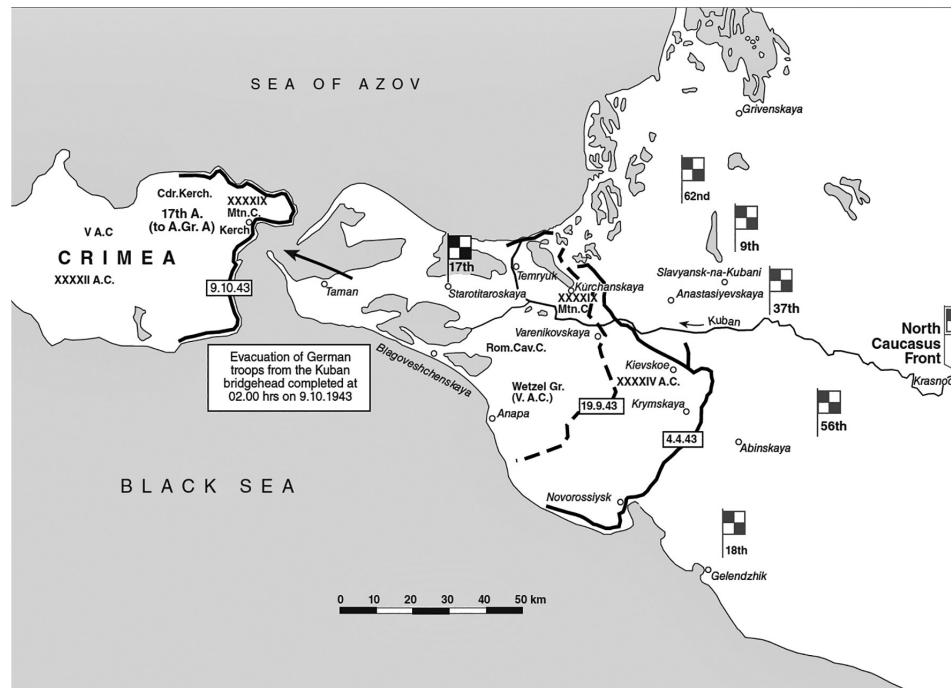 SEA OF AZOV
Grivenskaya
62nd
Cdr.Kerch.
XXXXIX
Mtn.C.
17th A.
(to A.Gr. A)
Kerch
V A.C
CRIMEA
XXXXII A.C.
9th
17th
Temryuk
Kurchanskaya
Slavyansk-na-Kubani
Anastasiyevskaya
37th
9.10.43
Taman
Starotitaroskaya
XXXXIX
Mtn.C.
Kuban
Varenikovskaya
North
Caucasus
Front
Evacuation of German
troops from the Kuban
bridgehead completed at
02.00 hrs on 9.10.1943
Blagoveshchenskaya
Rom.Cav.C.
Kievskoe
XXXXIV A.C.
Krasno
Wetzel Gr.
(V. A.C.)
19.9.43
Krymskaya
56th
Anapa
4.4.43
Abinskaya
BLACK SEA
Novorossiysk
18th
Gelendzhik
0 10 20 30 40 50 km